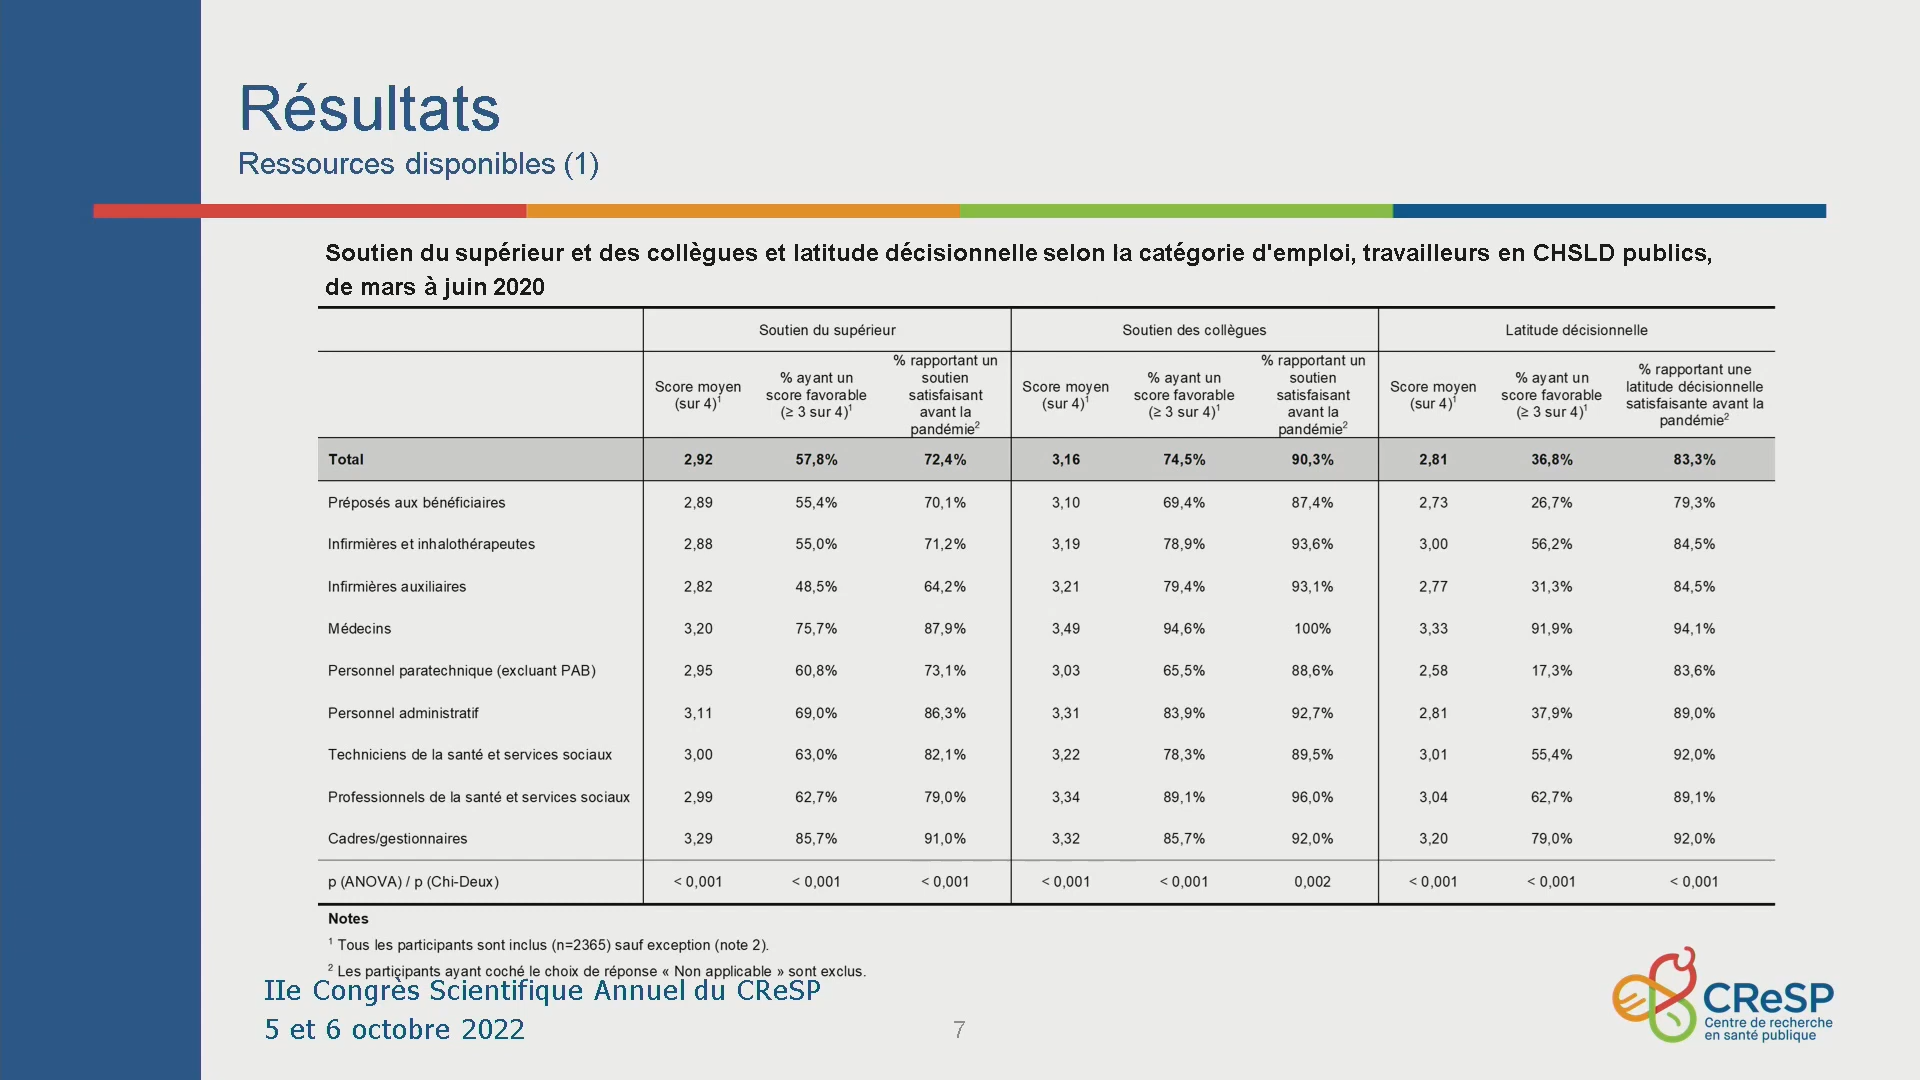 Résultats
Ressources disponibles (1)
Soutien du supérieur et des collègues et latitude décisionnelle selon la catégorie d'emploi, travailleurs en CHSLD publics,
de mars à juin 2020
Soutien du supérieur Soutien des collègues Latitude décisionnelle
Score moyen (sur 4)¹ % ayant un score favorable (≥ 3 sur 4)¹ % rapportant un soutien satisfaisant avant la pandémie² Score moyen (sur 4)¹ % ayant un score favorable (≥ 3 sur 4)¹ % rapportant un soutien satisfaisant avant la pandémie² Score moyen (sur 4)¹ % ayant un score favorable (≥ 3 sur 4)¹ % rapportant une latitude décisionnelle satisfaisante avant la pandémie²
Total 2,92 57,8% 72,4% 3,16 74,5% 90,3% 2,81 36,8% 83,3%
Préposés aux bénéficiaires 2,89 55,4% 70,1% 3,10 69,4% 87,4% 2,73 26,7% 79,3%
Infirmières et inhalothérapeutes 2,88 55,0% 71,2% 3,19 78,9% 93,6% 3,00 56,2% 84,5%
Infirmières auxiliaires 2,82 48,5% 64,2% 3,21 79,4% 93,1% 2,77 31,3% 84,5%
Médecins 3,20 75,7% 87,9% 3,49 94,6% 100% 3,33 91,9% 94,1%
Personnel paratechnique (excluant PAB) 2,95 60,8% 73,1% 3,03 65,5% 88,6% 2,58 17,3% 83,6%
Personnel administratif 3,11 69,0% 86,3% 3,31 83,9% 92,7% 2,81 37,9% 89,0%
Techniciens de la santé et services sociaux 3,00 63,0% 82,1% 3,22 78,3% 89,5% 3,01 55,4% 92,0%
Professionnels de la santé et services sociaux 2,99 62,7% 79,0% 3,34 89,1% 96,0% 3,04 62,7% 89,1%
Cadres/gestionnaires 3,29 85,7% 91,0% 3,32 85,7% 92,0% 3,20 79,0% 92,0%
p (ANOVA) / p (Chi-Deux) < 0,001 < 0,001 < 0,001 < 0,001 < 0,001 0,002 < 0,001 < 0,001 < 0,001
Notes
¹ Tous les participants sont inclus (n=2365) sauf exception (note 2).
² Les participants ayant coché le choix de réponse « Non applicable » sont exclus.
IIe Congrès Scientifique Annuel du CReSP
5 et 6 octobre 2022
7
CReSP
Centre de recherche
en santé publique